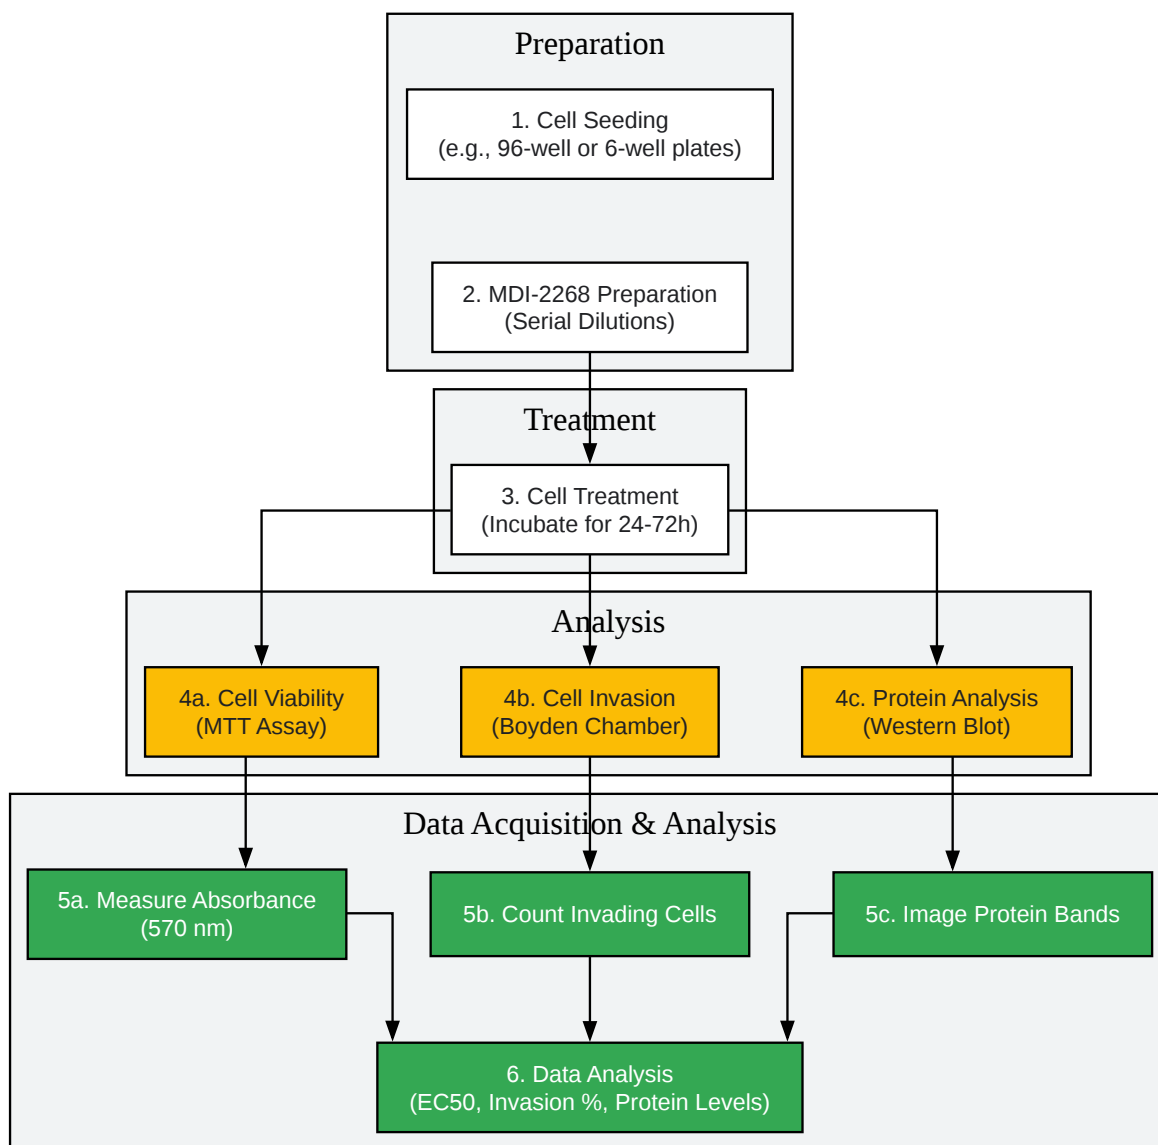 Preparation
1. Cell Seeding
(e.g., 96-well or 6-well plates)
2. MDI-2268 Preparation
(Serial Dilutions)
Treatment
3. Cell Treatment
(Incubate for 24-72h)
Analysis
4a. Cell Viability
(MTT Assay)
4b. Cell Invasion
(Boyden Chamber)
4c. Protein Analysis
(Western Blot)
Data Acquisition & Analysis
5a. Measure Absorbance
(570 nm)
5b. Count Invading Cells
5c. Image Protein Bands
6. Data Analysis
(EC50, Invasion %, Protein Levels)